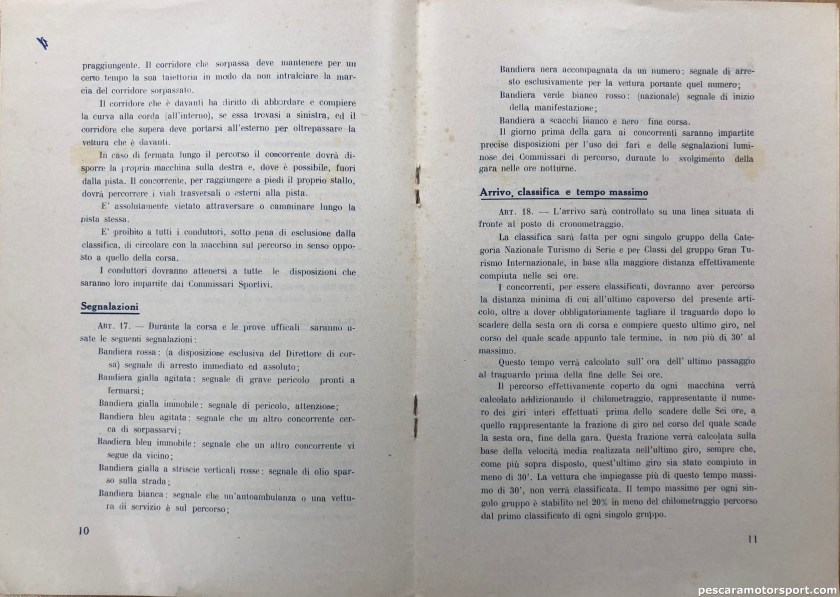 praggiungente. Il corridore che sorpassa deve mantenere per un
certo tempo la sua taiettoria in modo da non intralciare la mar-
cia del corridore sorpassato.
Il corridore che è davanti ha diritto di abbordare e compiere
la curva alla corda (all'interno), se essa trovasi a sinistra, ed il
corridore che supera deve portarsi all'esterno per oltrepassare la
vettura che è davanti.
In caso di fermata lungo il percorso il concorrente dovrà di-
sporre la propria macchina sulla destra e, dove è possibile, fuori
dalla pista. Il concorrente, per raggiungere a piedi il proprio stallo,
dovrà percorrere i viali trasversali o esterni alla pista.
E' assolutamente vietato attraversare o camminare lungo la
pista stessa.
E' proibito a tutti i condutori, sotto pena di esclusione dalla
classifica, di circolare con la macchina sul percorso in senso oppo-
sto a quello della corsa.
I conduttori dovranno attenersi a tutte le disposizioni che
saranno loro impartite dai Commissari Sportivi.
Segnalazioni
ART. 17. — Durante la corsa e le prove ufficali saranno u-
sate le seguenti segnalazioni:
Bandiera rossa: (a disposizione esclusiva del Direttore di cor-
sa) segnale di arresto immediato ed assoluto;
Bandiera gialla agitata: segnale di grave pericolo pronti a
fermarsi;
Bandiera gialla immobile: segnale di pericolo, attenzione;
Bandiera bleu agitata: segnale che un altro concorrente cer-
ca di sorpassarvi;
Bandiera bleu immobile: segnale che un altro concorrente vi
segue da vicino;
Bandiera gialla a striscie verticali rosse: segnale di olio spar-
so sulla strada;
Bandiera bianca: segnale che un'autoambulanza o una vettu-
ra di servizio è sul percorso;
10
Bandiera nera accompagnata da un numero: segnale di arre-
sto esclusivamente per la vettura portante quel numero;
Bandiera verde bianco rosso: (nazionale) segnale di inizio
della manifestazione;
Bandiera a scacchi bianco e nero fine corsa.
Il giorno prima della gara ai concorrenti saranno impartite
precise disposizioni per l'uso dei fari e delle segnalazioni lumi-
nose dei Commissari di percorso, durante lo svolgimento della
gara nelle ore notturne.
Arrivo, classifica e tempo massimo
ART. 18. — L'arrivo sarà controllato su una linea situata di
fronte al posto di cronometraggio.
La classifica sarà fatta per ogni singolo gruppo della Cate-
goria Nazionale Turismo di Serie e per Classi del gruppo Gran Tu-
rismo Internazionale, in base alla maggiore distanza effettivamente
compiuta nelle sei ore.
I concorrenti, per essere classificati, dovranno aver percorso
la distanza minima di cui all'ultimo capoverso del presente arti-
colo, oltre a dover obbligatoriamente tagliare il traguardo dopo lo
scadere della sesta ora di corsa e compiere questo ultimo giro, nel
corso del quale scade appunto tale termine, in non più di 30' al
massimo.
Questo tempo verrà calcolato sull' ora dell' ultimo passaggio
al traguardo prima della fine delle Sei ore.
Il percorso effettivamente coperto da ogni macchina verrà
calcolato addizionando il chilometraggio, rappresentante il nume-
ro dei giri interi effettuati prima dello scadere delle Sei ore, a
quello rappresentante la frazione di giro nel corso del quale scade
la sesta ora, fine della gara. Questa frazione verrà calcolata sulla
base della velocità media realizzata nell'ultimo giro, sempre che,
come più sopra disposto, quest'ultimo giro sia stato compiuto in
meno di 30'. La vettura che impiegasse più di questo tempo massi-
mo di 30', non verrà classificata. Il tempo massimo per ogni sin-
golo gruppo è stabilito nel 20% in meno del chilometraggio percorso
dal primo classificato di ogni singolo gruppo.
11
pescaramotorsport.com